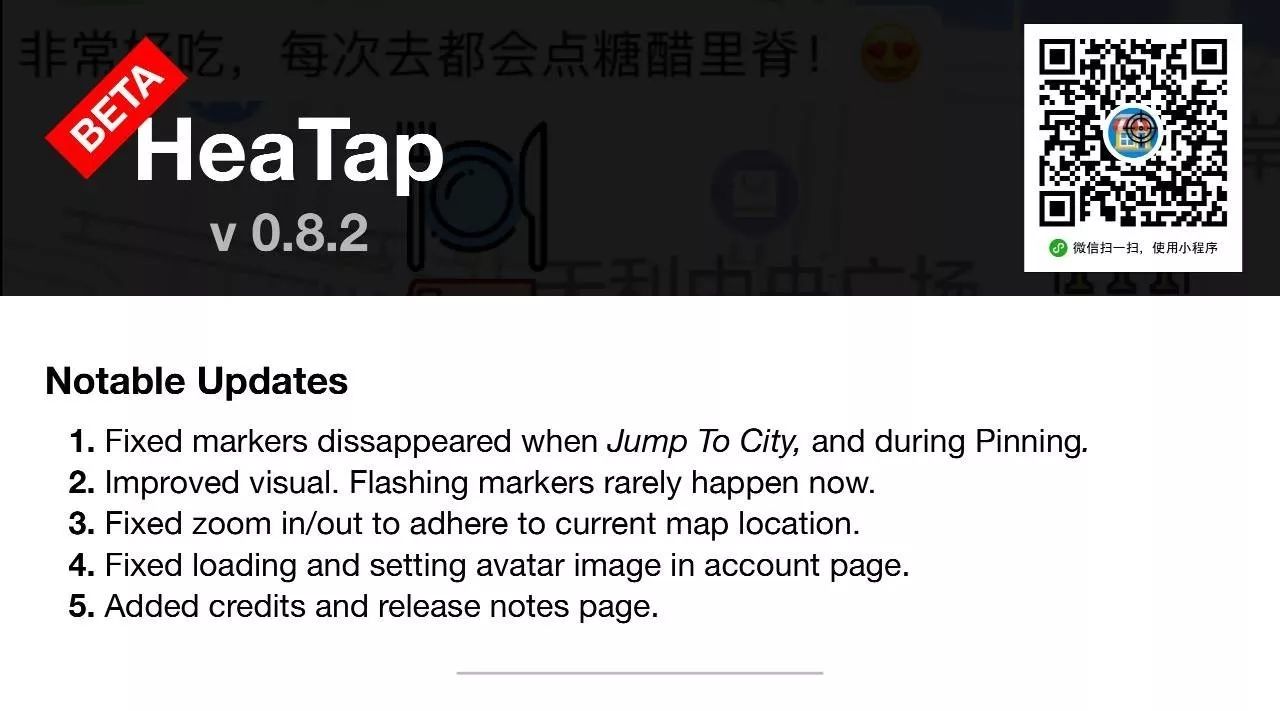 非常好吃，每次去都会点糖醋里脊！
BETA
HeaTap
v 0.8.2
微信扫一扫，使用小程序
Notable Updates
1. Fixed markers dissappeared when Jump To City, and during Pinning.
2. Improved visual. Flashing markers rarely happen now.
3. Fixed zoom in/out to adhere to current map location.
4. Fixed loading and setting avatar image in account page.
5. Added credits and release notes page.